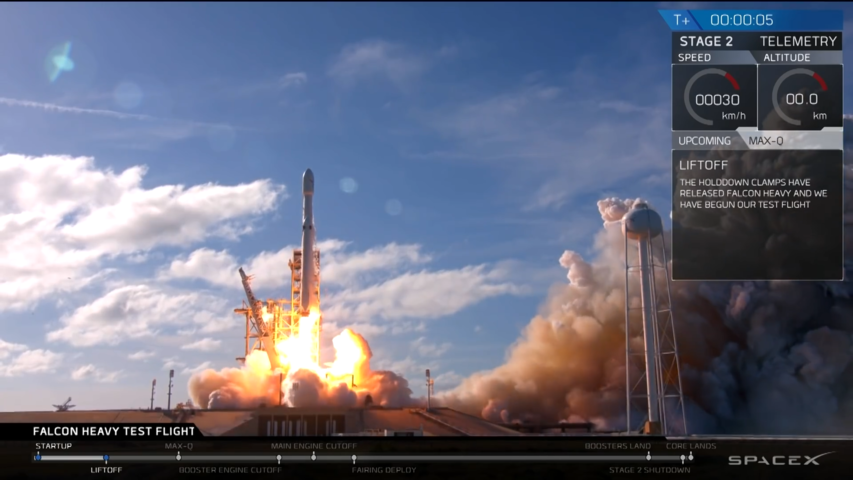 T+ 00:00:05
STAGE 2 TELEMETRY
SPEED ALTITUDE
00030 00.0
km/h km
UPCOMING MAX-Q
LIFTOFF
THE HOLDDOWN CLAMPS HAVE
RELEASED FALCON HEAVY AND WE
HAVE BEGUN OUR TEST FLIGHT
FALCON HEAVY TEST FLIGHT
STARTUP MAX-Q MAIN ENGINE CUTOFF BOOSTERS LAND CORE LANDS
LIFTOFF BOOSTER ENGINE CUTOFF FAIRING DEPLOY STAGE 2 SHUTDOWN
SPACEX